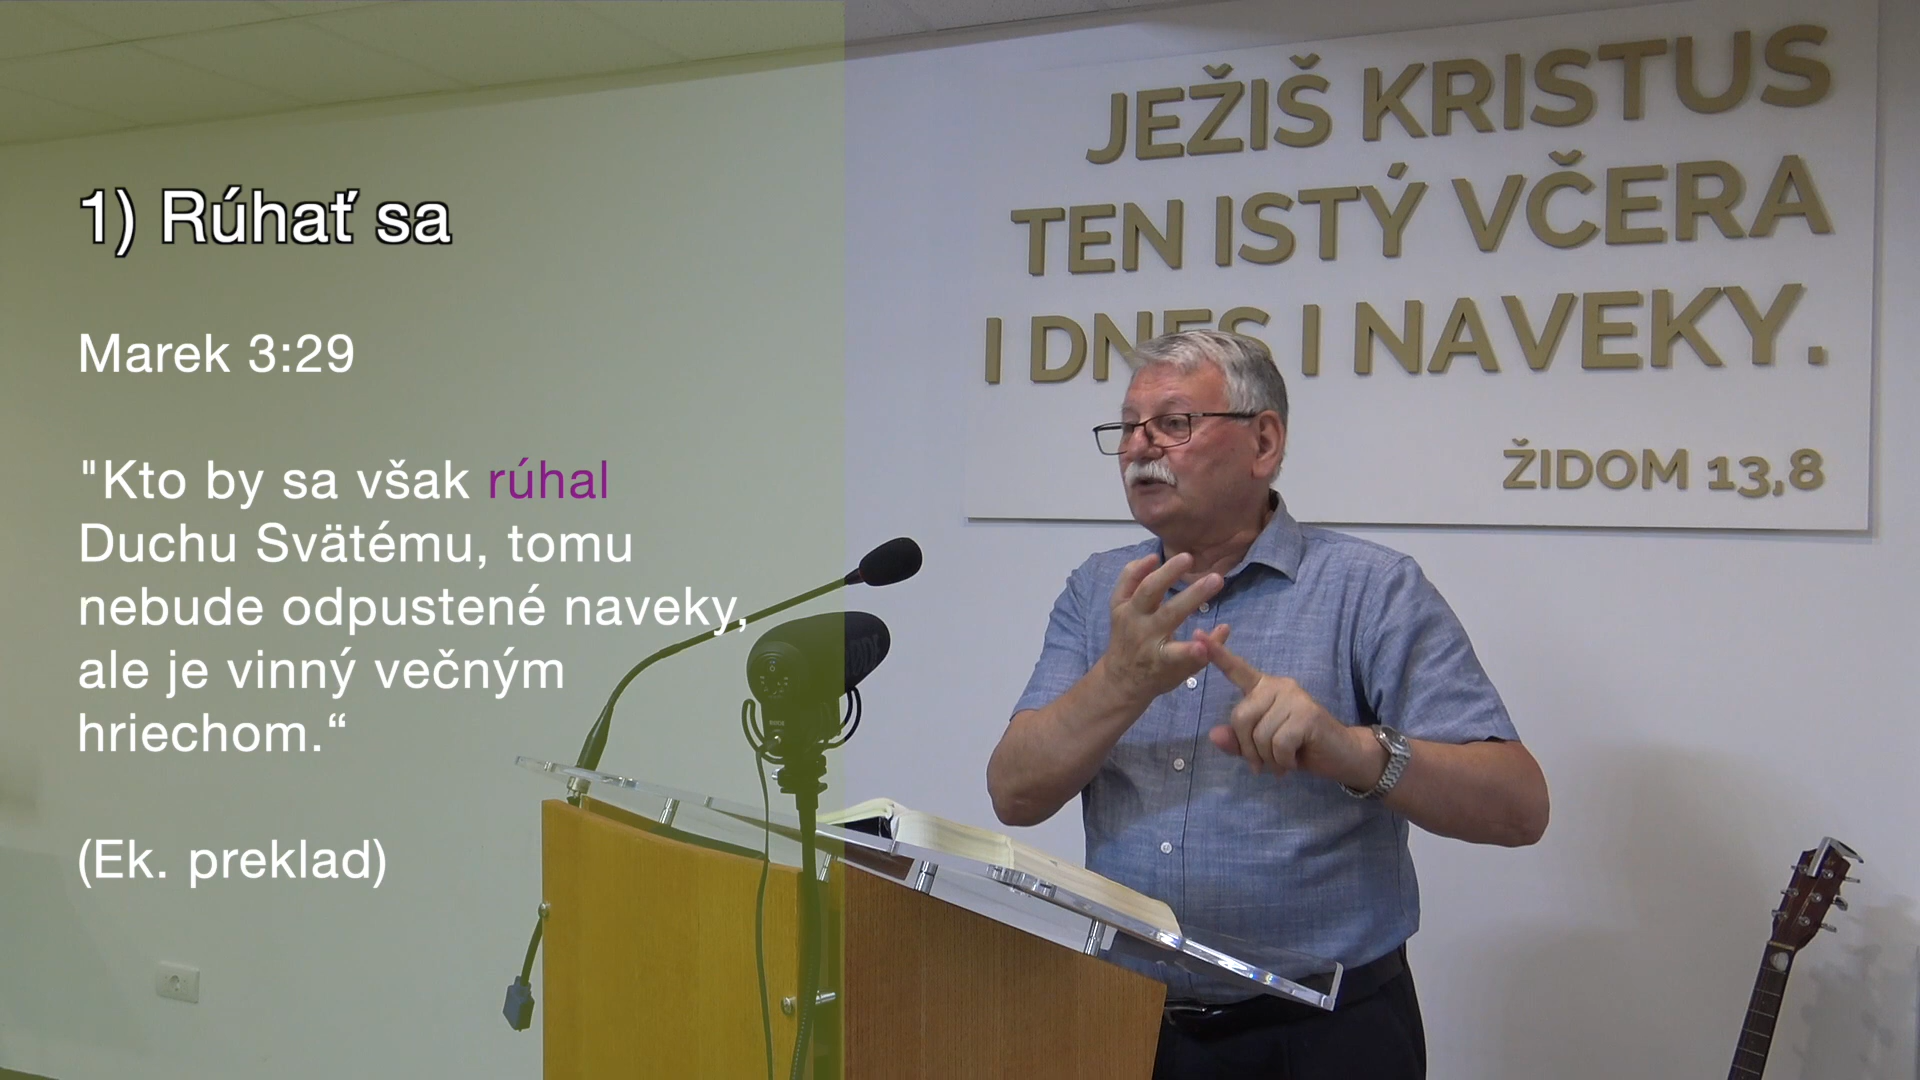 1) Rúhať sa
Marek 3:29
"Kto by sa však rúhal
Duchu Svätému, tomu
nebude odpustené naveky,
ale je vinný večným
hriechom.“
(Ek. preklad)
JEŽIŠ KRISTUS
TEN ISTÝ VČERA
I DNES I NAVEKY.
ŽIDOM 13,8